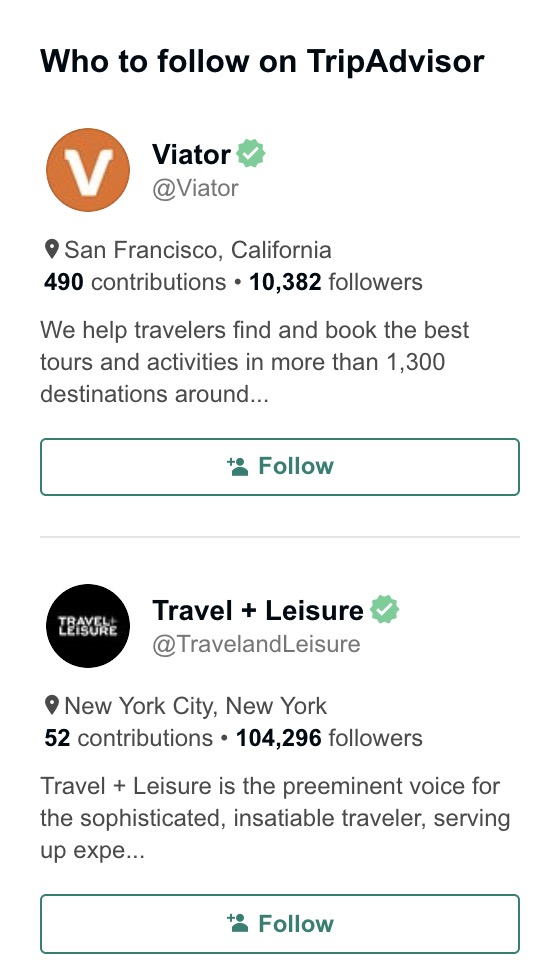 Who to follow on TripAdvisor
V
Viator
@Viator
San Francisco, California
490 contributions • 10,382 followers
We help travelers find and book the best
tours and activities in more than 1,300
destinations around...
Follow
TRAVEL+
LEISURE
Travel + Leisure
@TravelandLeisure
New York City, New York
52 contributions • 104,296 followers
Travel + Leisure is the preeminent voice for
the sophisticated, insatiable traveler, serving
up expe...
Follow